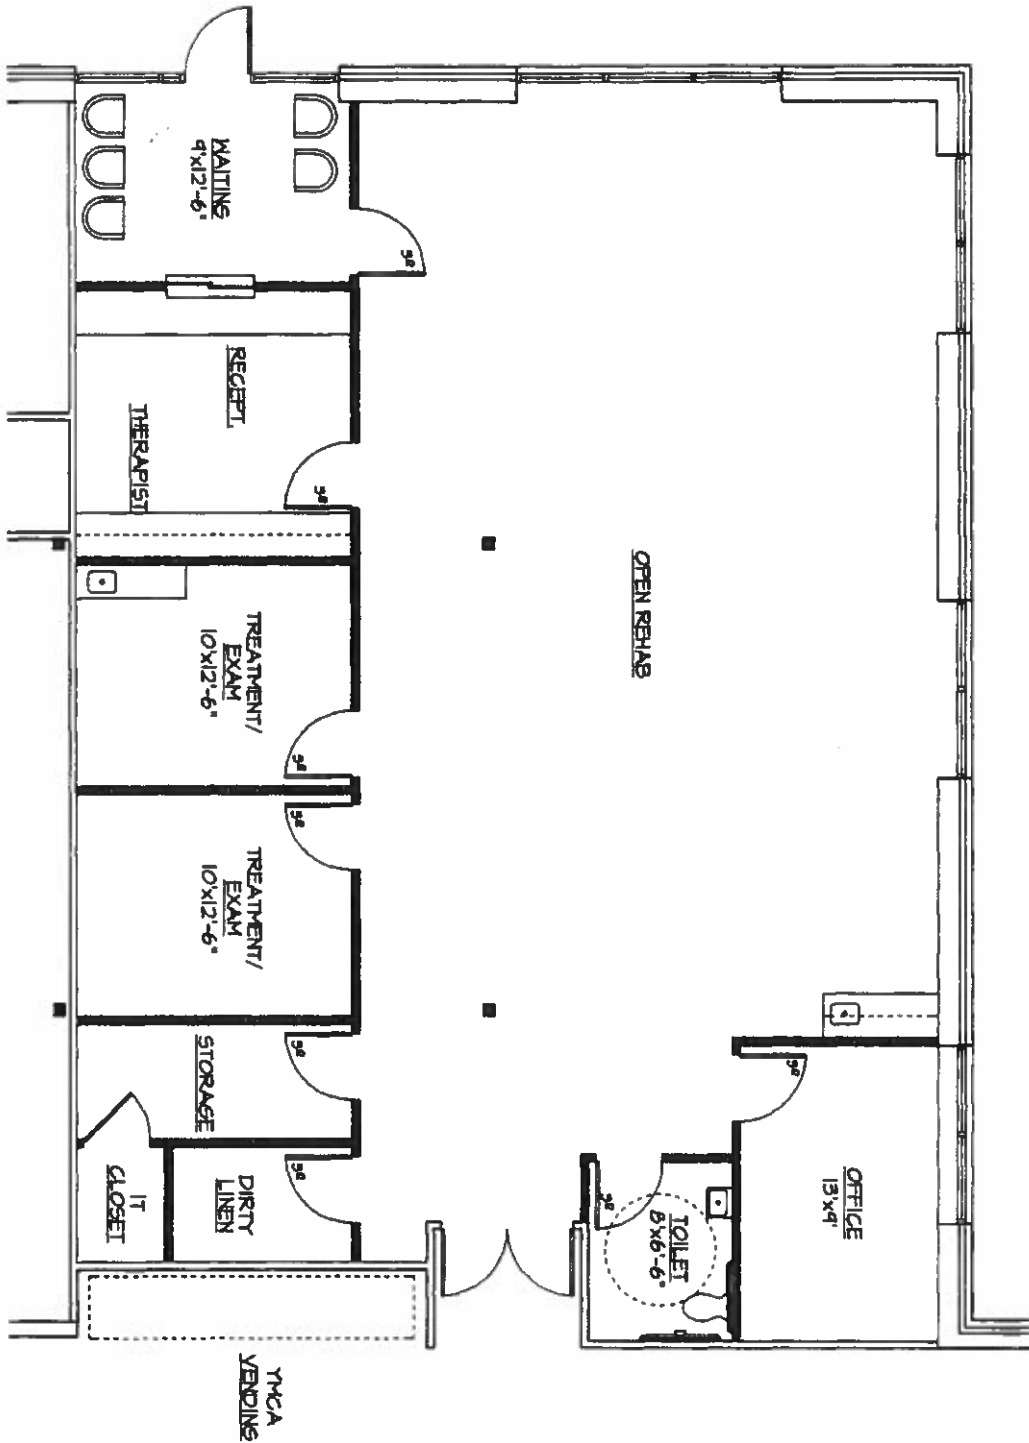 WAITING
9'x12'-6"
RECEPT.
THERAPIST
TREATMENT/
EXAM
10'x12'-6"
TREATMENT/
EXAM
10'x12'-6"
STORAGE
IT
CLOSET
DIRTY
LINEN
YMCA
VENDING
OPEN REHAB
TOILET
8'x6'-6"
OFFICE
13'x9'